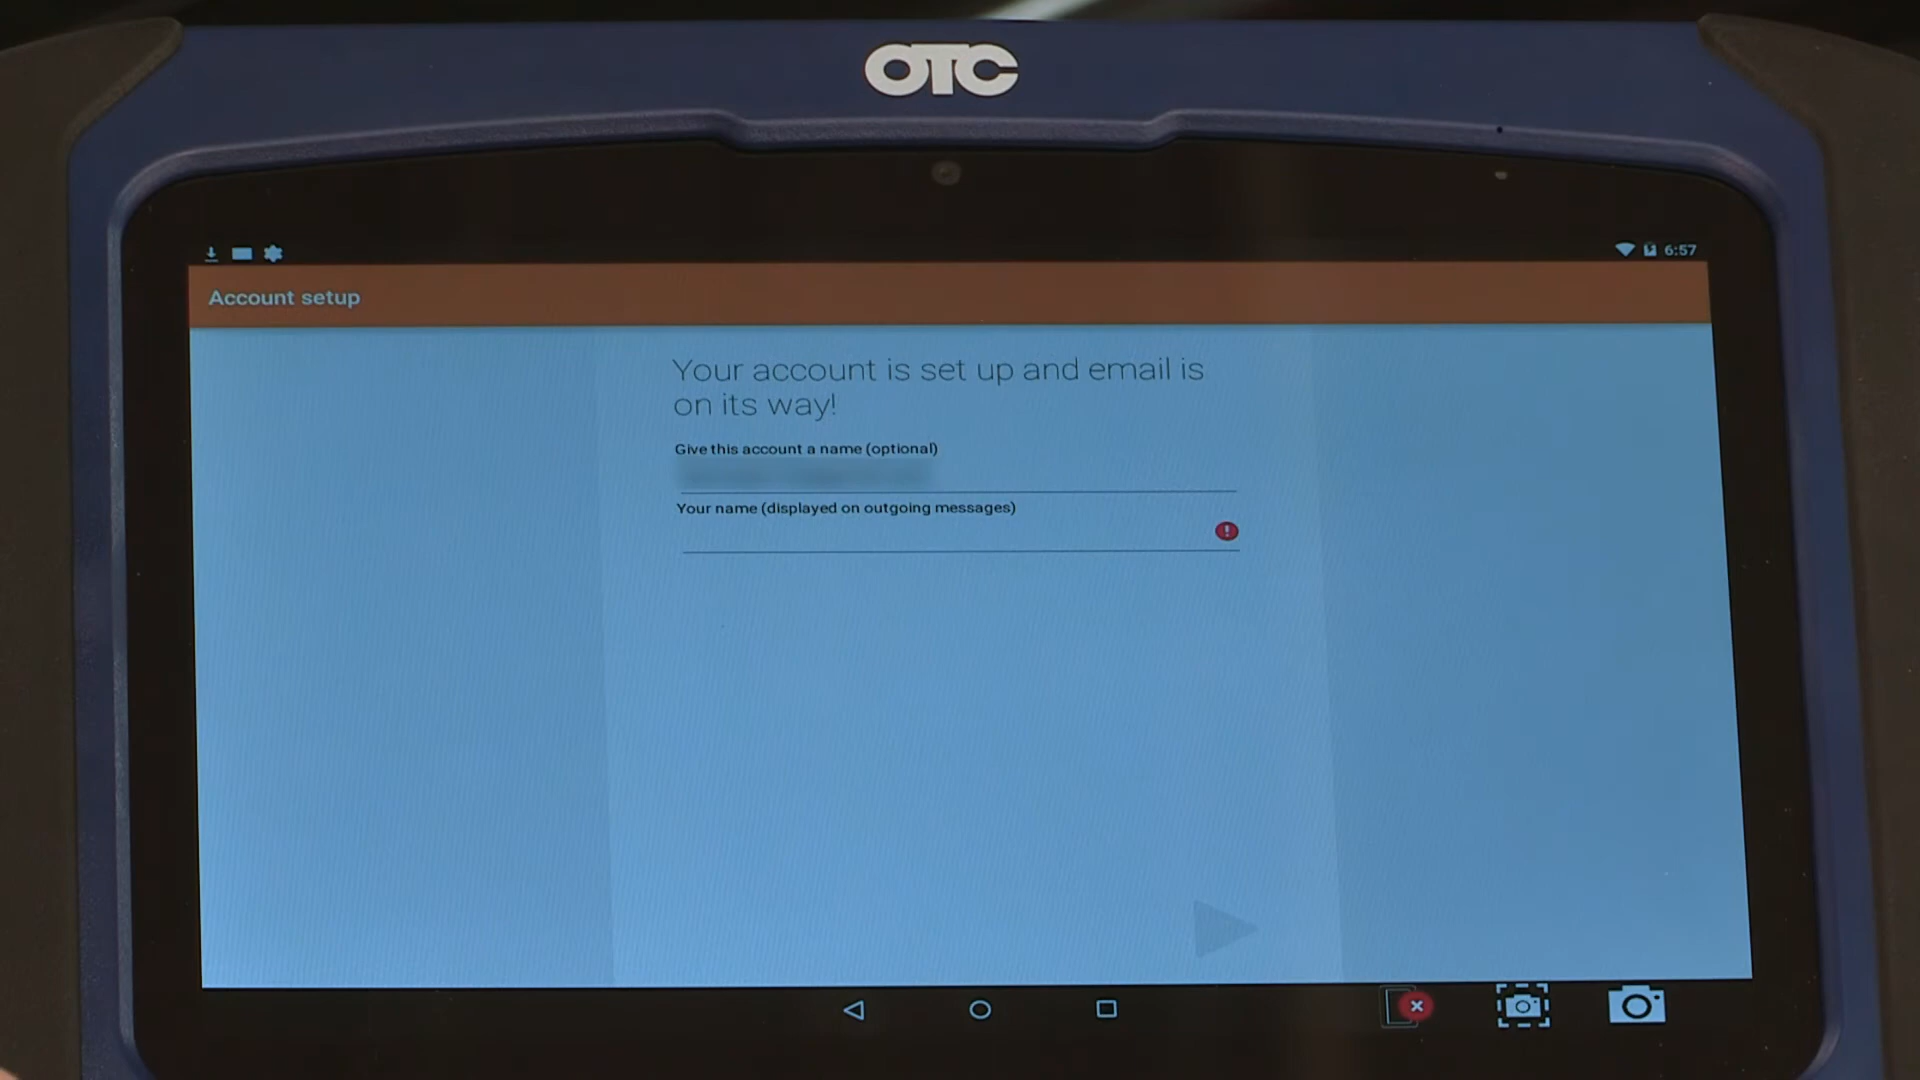 OTC
6:57
Account setup
Your account is set up and email is
on its way!
Give this account a name (optional)
Your name (displayed on outgoing messages)